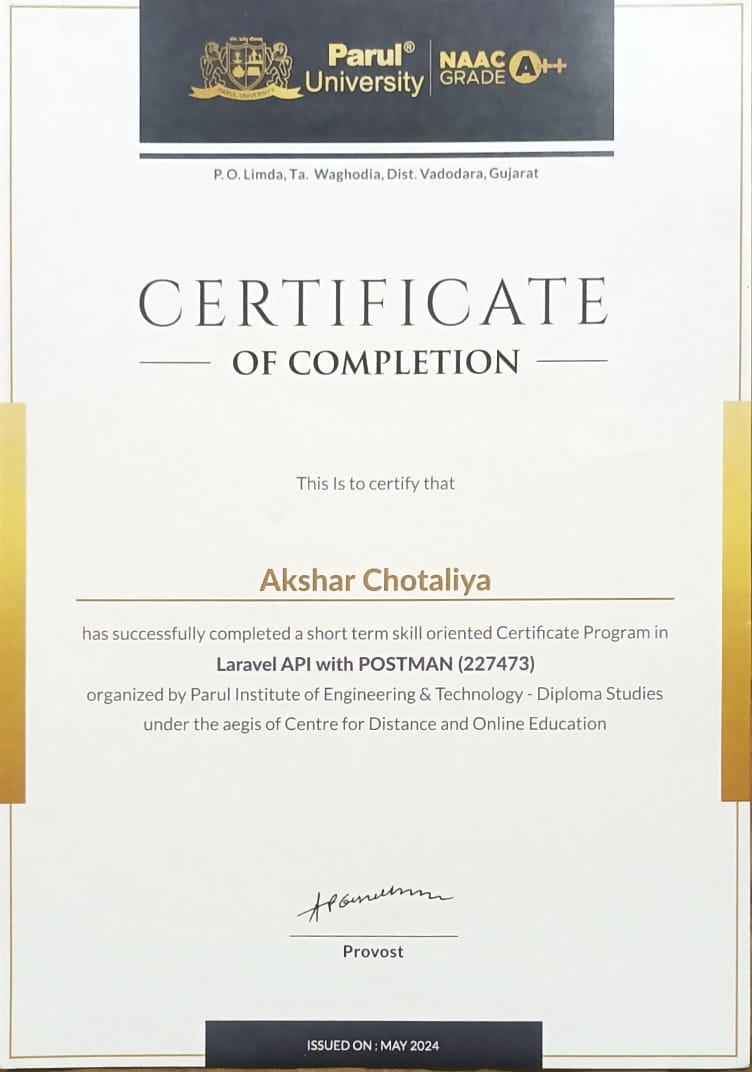 PARUL UNIVERSITY
Parul®
University
NAAC
GRADE A++
P. O. Limda, Ta. Waghodia, Dist. Vadodara, Gujarat
CERTIFICATE
OF COMPLETION
This Is to certify that
Akshar Chotaliya
has successfully completed a short term skill oriented Certificate Program in
Laravel API with POSTMAN (227473)
organized by Parul Institute of Engineering & Technology - Diploma Studies
under the aegis of Centre for Distance and Online Education
Provost
ISSUED ON : MAY 2024